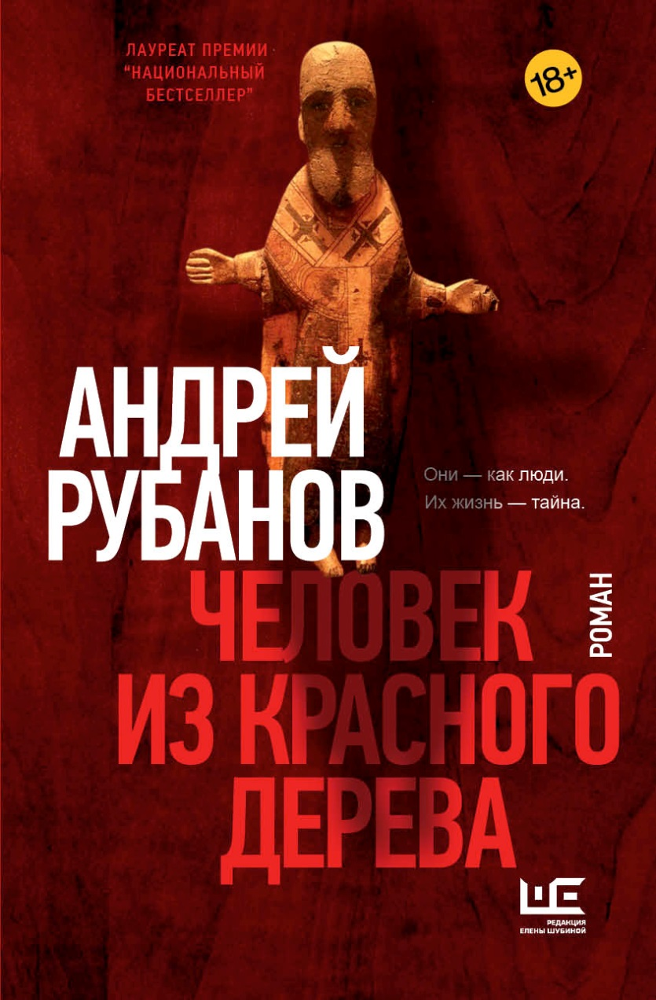 ЛАУРЕАТ ПРЕМИИ
“НАЦИОНАЛЬНЫЙ
БЕСТСЕЛЛЕР”
18+
АНДРЕЙ
РУБАНОВ
Они — как люди.
Их жизнь — тайна.
ЧЕЛОВЕК
ИЗ КРАСНОГО
ДЕРЕВА
РОМАН
ШЕ
РЕДАКЦИЯ
ЕЛЕНЫ ШУБИНОЙ